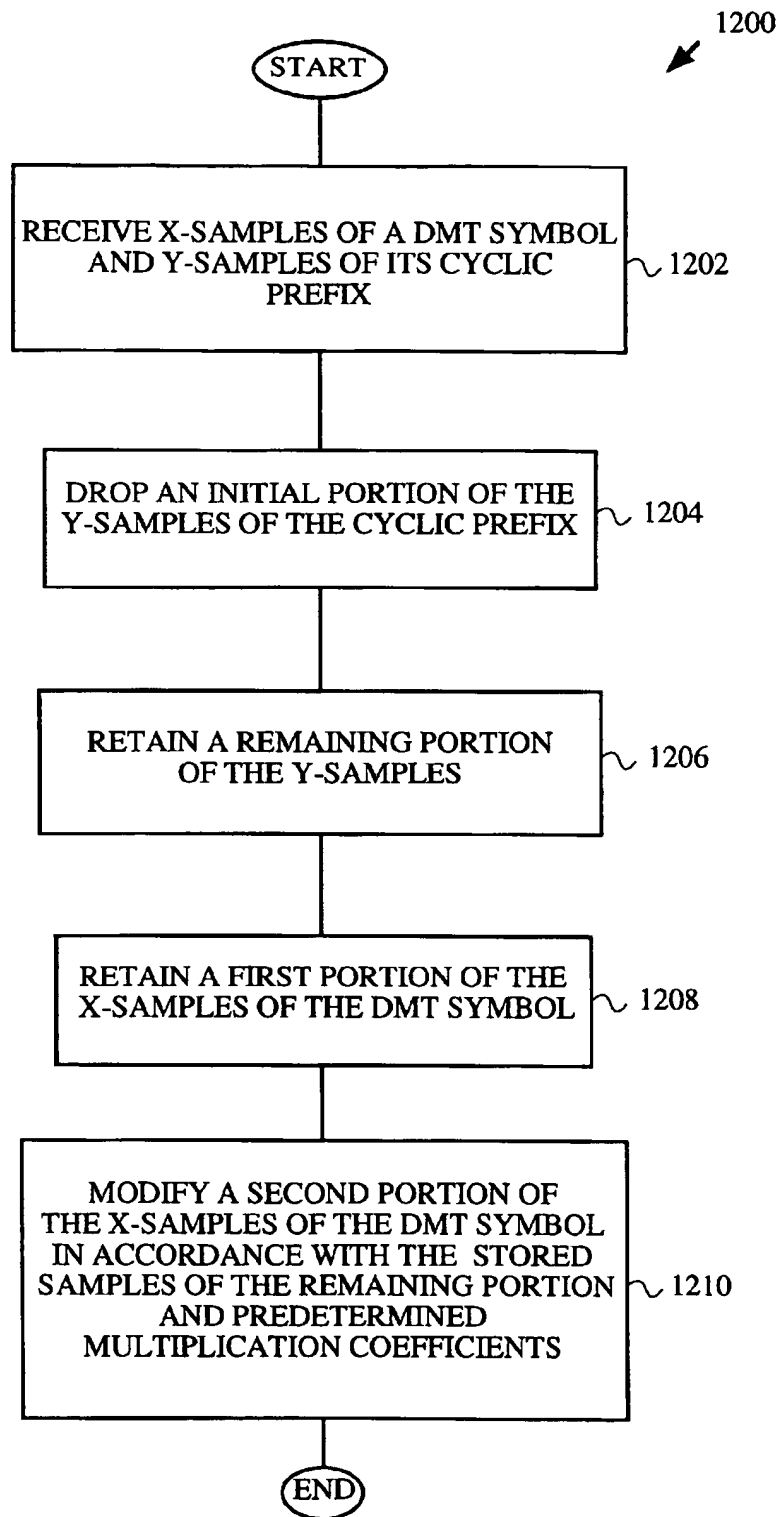 1200
START
RECEIVE X-SAMPLES OF A DMT SYMBOL
AND Y-SAMPLES OF ITS CYCLIC
PREFIX
1202
DROP AN INITIAL PORTION OF THE
Y-SAMPLES OF THE CYCLIC PREFIX
1204
RETAIN A REMAINING PORTION
OF THE Y-SAMPLES
1206
RETAIN A FIRST PORTION OF THE
X-SAMPLES OF THE DMT SYMBOL
1208
MODIFY A SECOND PORTION OF
THE X-SAMPLES OF THE DMT SYMBOL
IN ACCORDANCE WITH THE STORED
SAMPLES OF THE REMAINING PORTION
AND PREDETERMINED
MULTIPLICATION COEFFICIENTS
1210
END